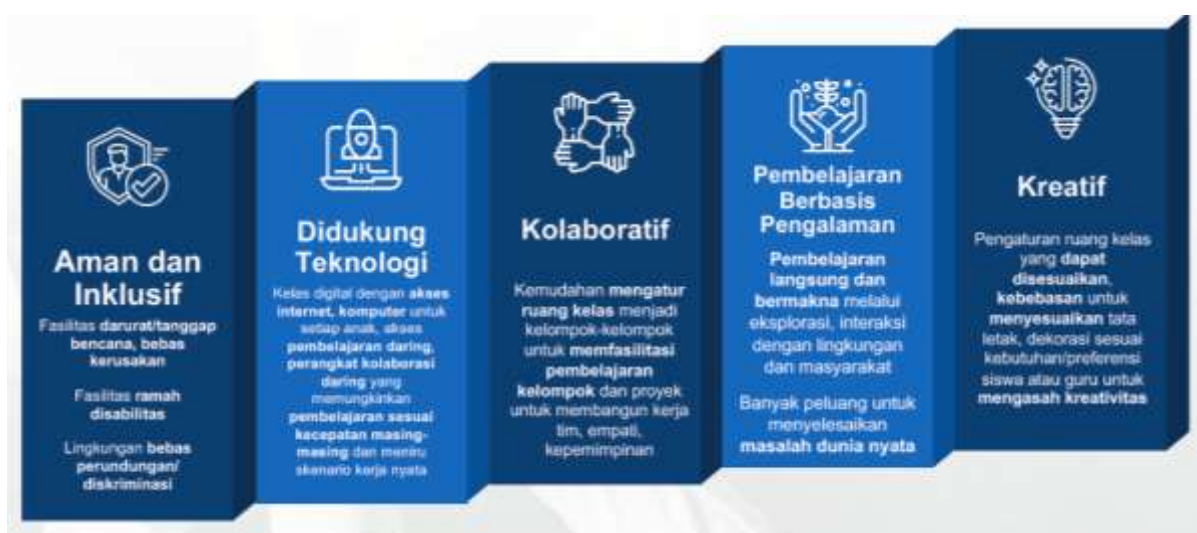 Aman dan
Inklusif
Fasilitas darurat/tanggap
bencana, bebas
kerusakan
Fasilitas ramah
disabilitas
Lingkungan bebas
perundungan/
diskriminasi
Didukung
Teknologi
Kelas digital dengan akses
internet, komputer untuk
setiap anak, akses
pembelajaran daring,
perangkat kolaborasi
daring yang
memungkinkan
pembelajaran sesuai
kecepatan masing-
masing dan meniru
skenario kerja nyata
Kolaboratif
Kemudahan mengatur
ruang kelas menjadi
kelompok-kelompok
untuk memfasilitasi
pembelajaran
kelompok dan proyek
untuk membangun kerja
tim, empati,
kepemimpinan
Pembelajaran
Berbasis
Pengalaman
Pembelajaran
langsung dan
bermakna melalui
eksplorasi, interaksi
dengan lingkungan
dan masyarakat
Banyak peluang untuk
menyelesaikan
masalah dunia nyata
Kreatif
Pengaturan ruang kelas
yang dapat
disesuaikan,
kebebasan untuk
menyesuaikan tata
letak, dekorasi sesuai
kebutuhan/preferensi
siswa atau guru untuk
mengasah kreativitas